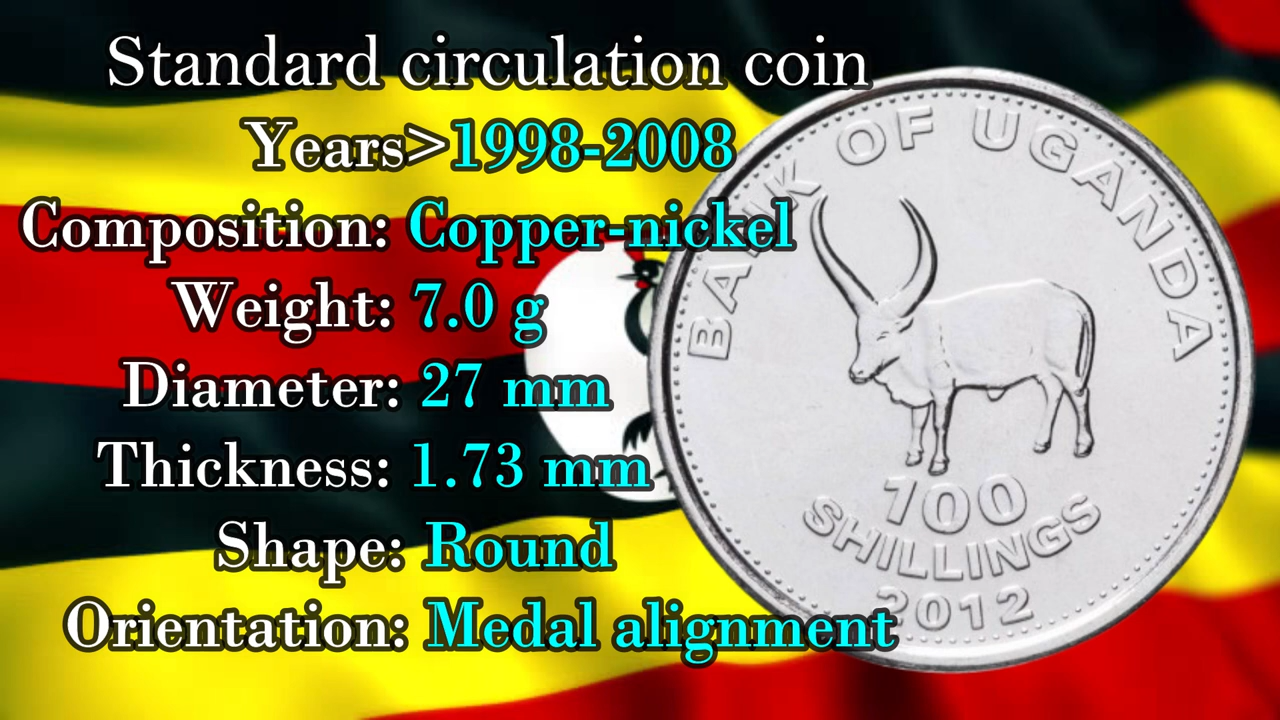 Standard circulation coin
Years>1998-2008
Composition: Copper-nickel
Weight: 7.0 g
Diameter: 27 mm
Thickness: 1.73 mm
Shape: Round
Orientation: Medal alignment
BANK OF UGANDA
100
SHILLINGS
2012